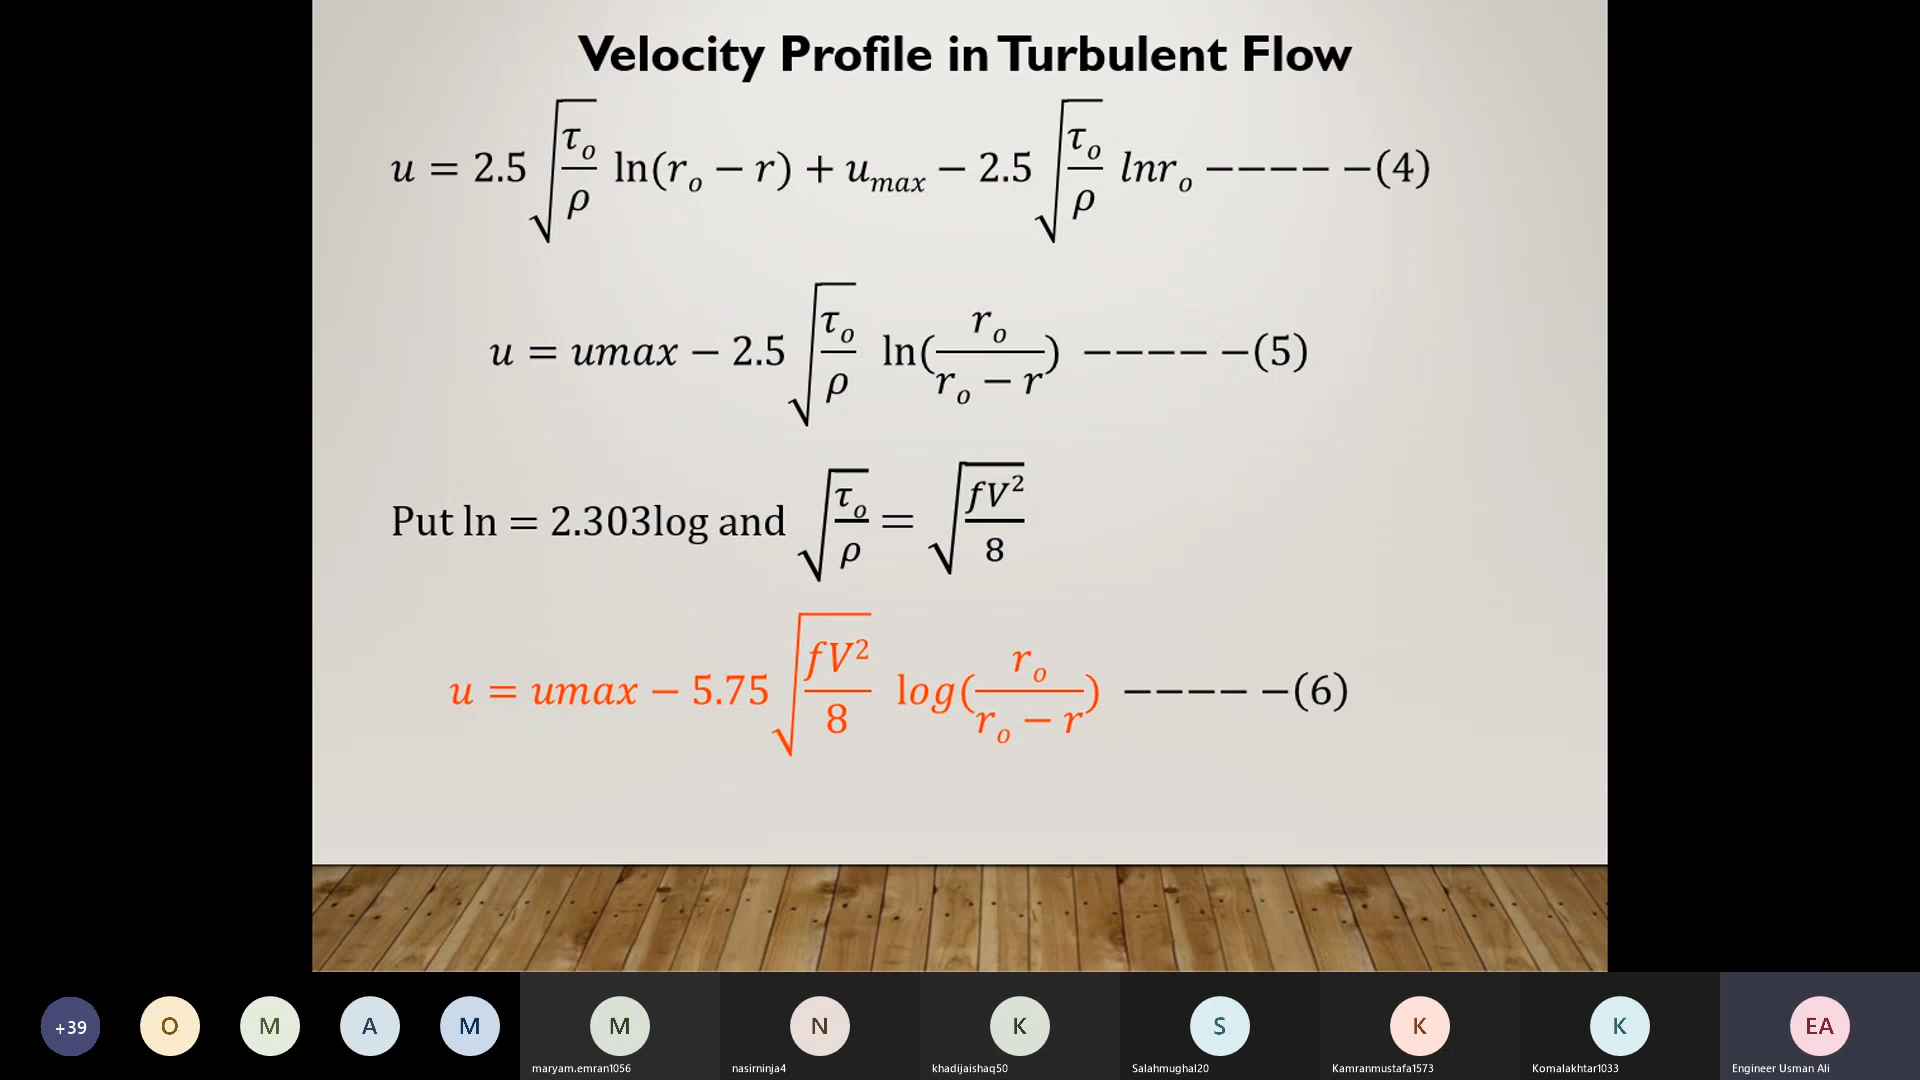 Velocity Profile in Turbulent Flow
u = 2.5 √(τₒ/ρ) ln(rₒ − r) + uₘₐₓ − 2.5 √(τₒ/ρ) lnrₒ −−−−− −(4)
u = umax − 2.5 √(τₒ/ρ) ln(rₒ/(rₒ − r)) −−−− −(5)
Put ln = 2.303log and √(τₒ/ρ) = √(fV²/8)
u = umax − 5.75 √(fV²/8) log(rₒ/(rₒ − r)) −−−− −(6)
+39 O M A M M N K S K K EA
maryam.emran1056 nasirninja4 khadijaishaq50 Salahmughal20 Kamranmustafa1573 Komalakhtar1033 Engineer Usman Ali